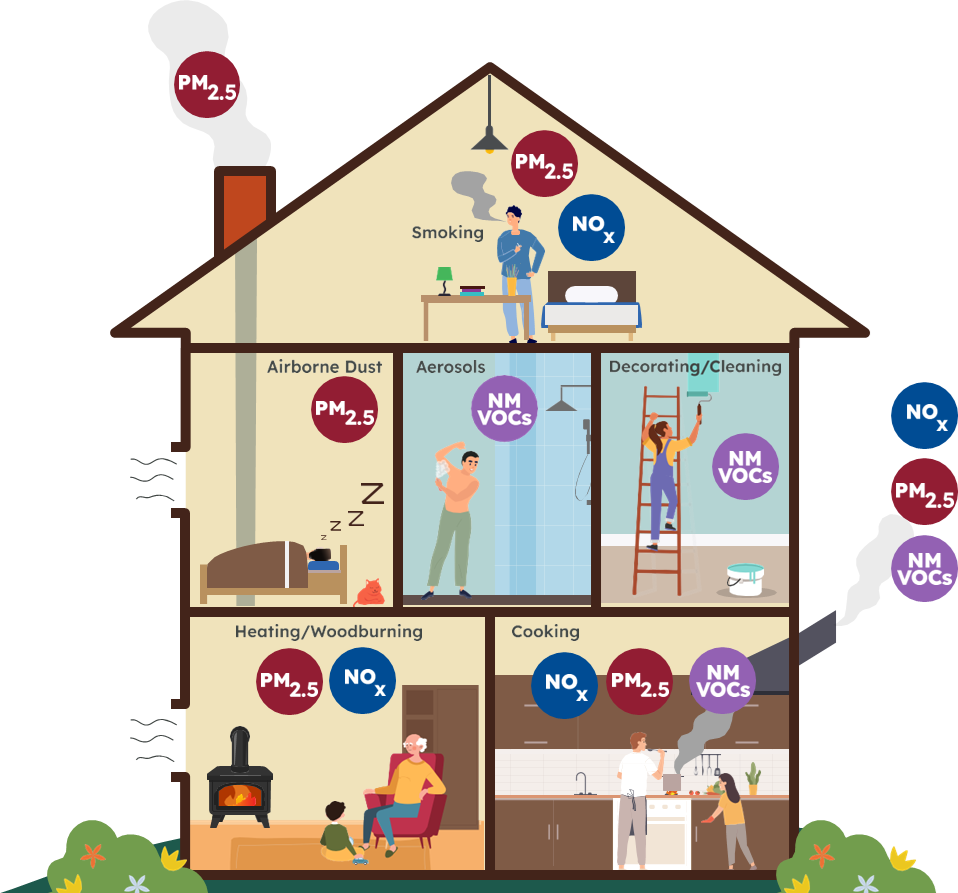 PM2.5
PM2.5
NOx
Smoking
Airborne Dust
PM2.5
Aerosols
NM
VOCs
Decorating/Cleaning
NM
VOCs
NOx
PM2.5
NM
VOCs
Z
Z
z
z
Heating/Woodburning
PM2.5
NOx
Cooking
NOx
PM2.5
NM
VOCs